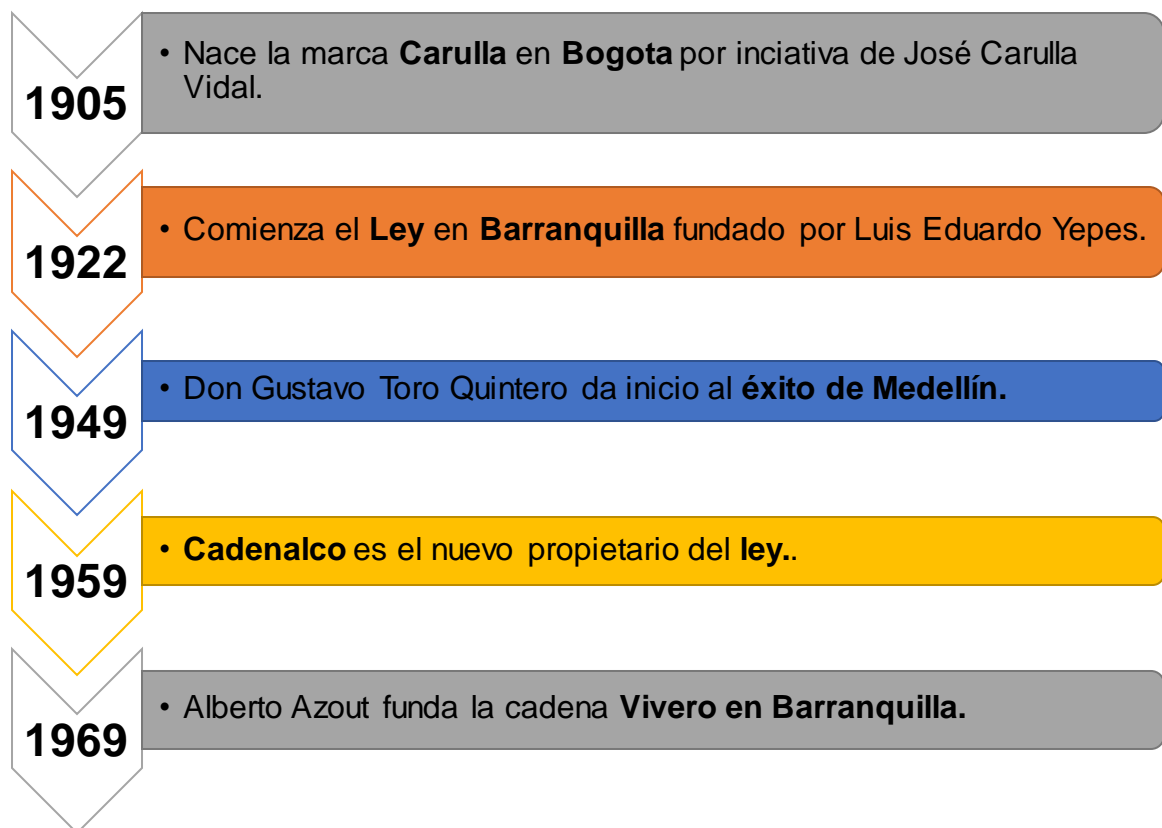 1905
• Nace la marca Carulla en Bogota por inciativa de José Carulla
Vidal.
1922
• Comienza el Ley en Barranquilla fundado por Luis Eduardo Yepes.
1949
• Don Gustavo Toro Quintero da inicio al éxito de Medellín.
1959
• Cadenalco es el nuevo propietario del ley..
1969
• Alberto Azout funda la cadena Vivero en Barranquilla.